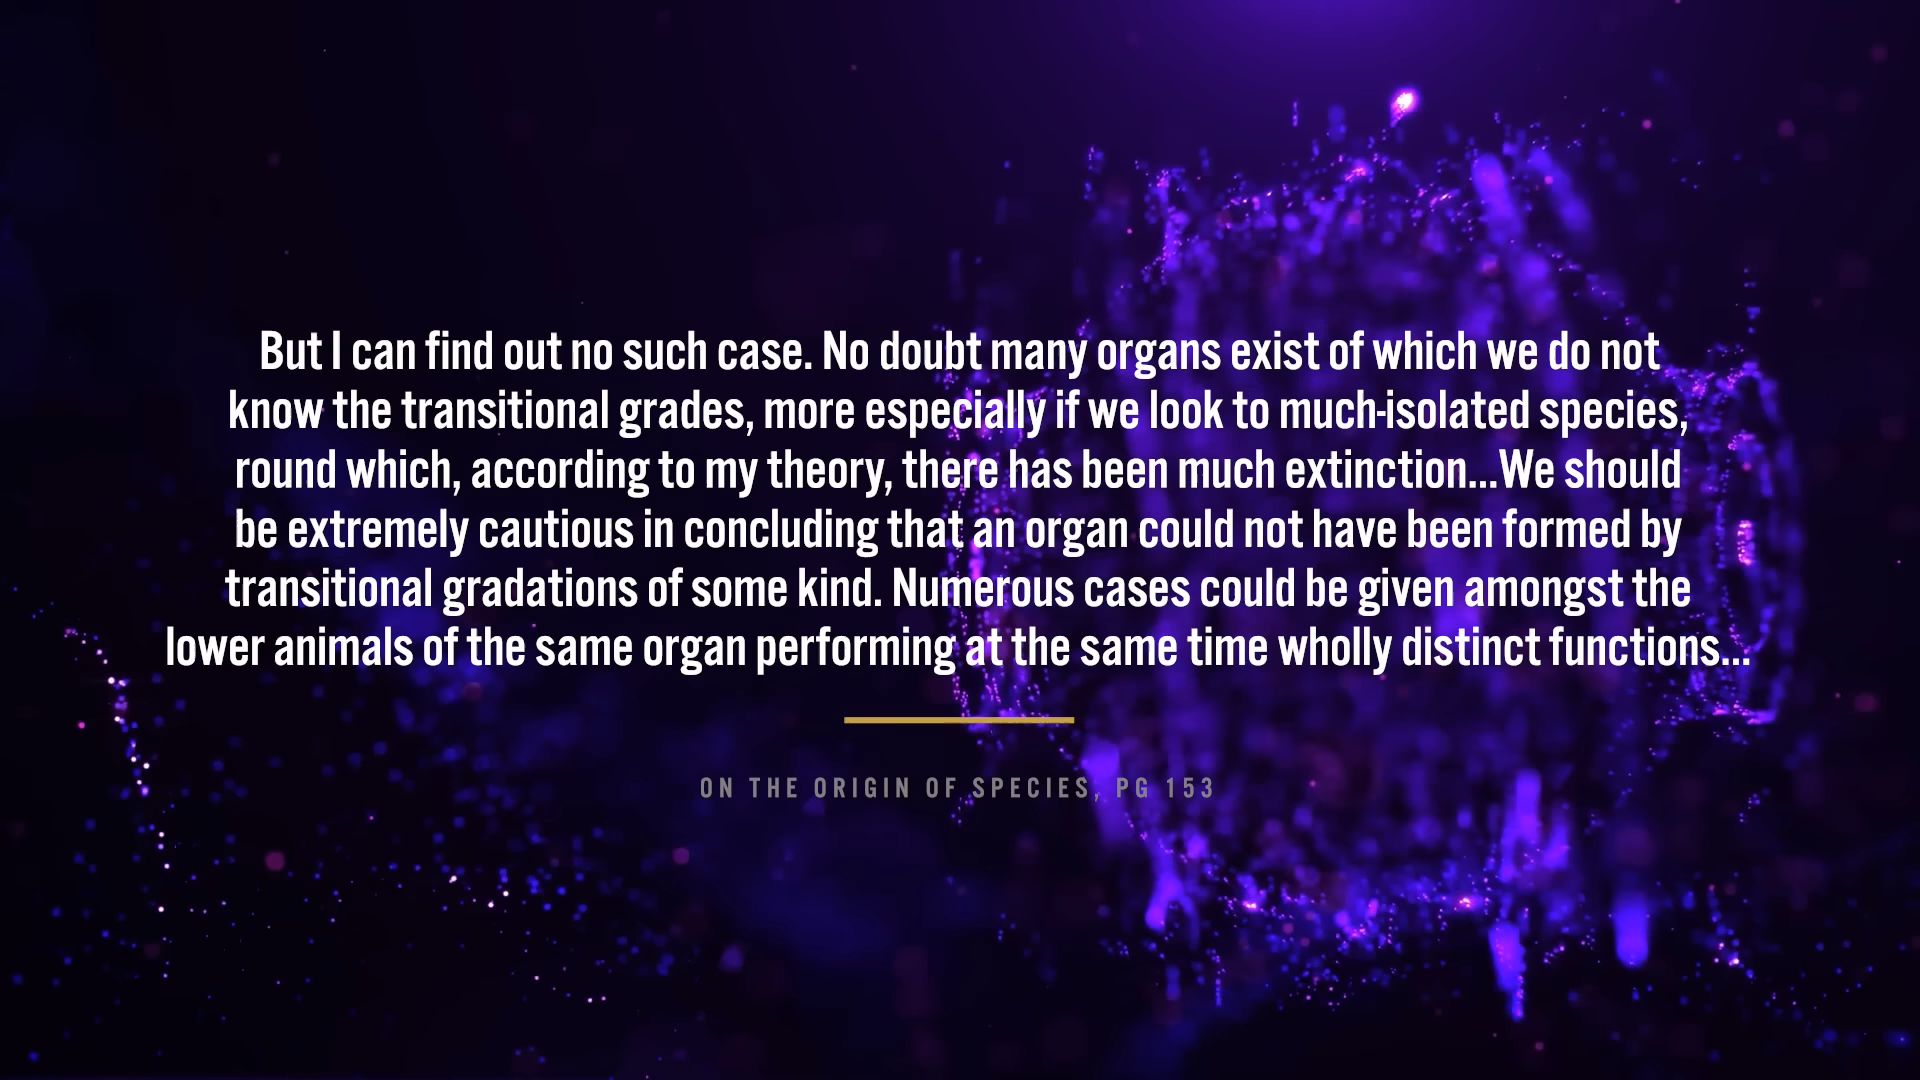 But I can find out no such case. No doubt many organs exist of which we do not
know the transitional grades, more especially if we look to much-isolated species,
round which, according to my theory, there has been much extinction...We should
be extremely cautious in concluding that an organ could not have been formed by
transitional gradations of some kind. Numerous cases could be given amongst the
lower animals of the same organ performing at the same time wholly distinct functions...
ON THE ORIGIN OF SPECIES, PG 153